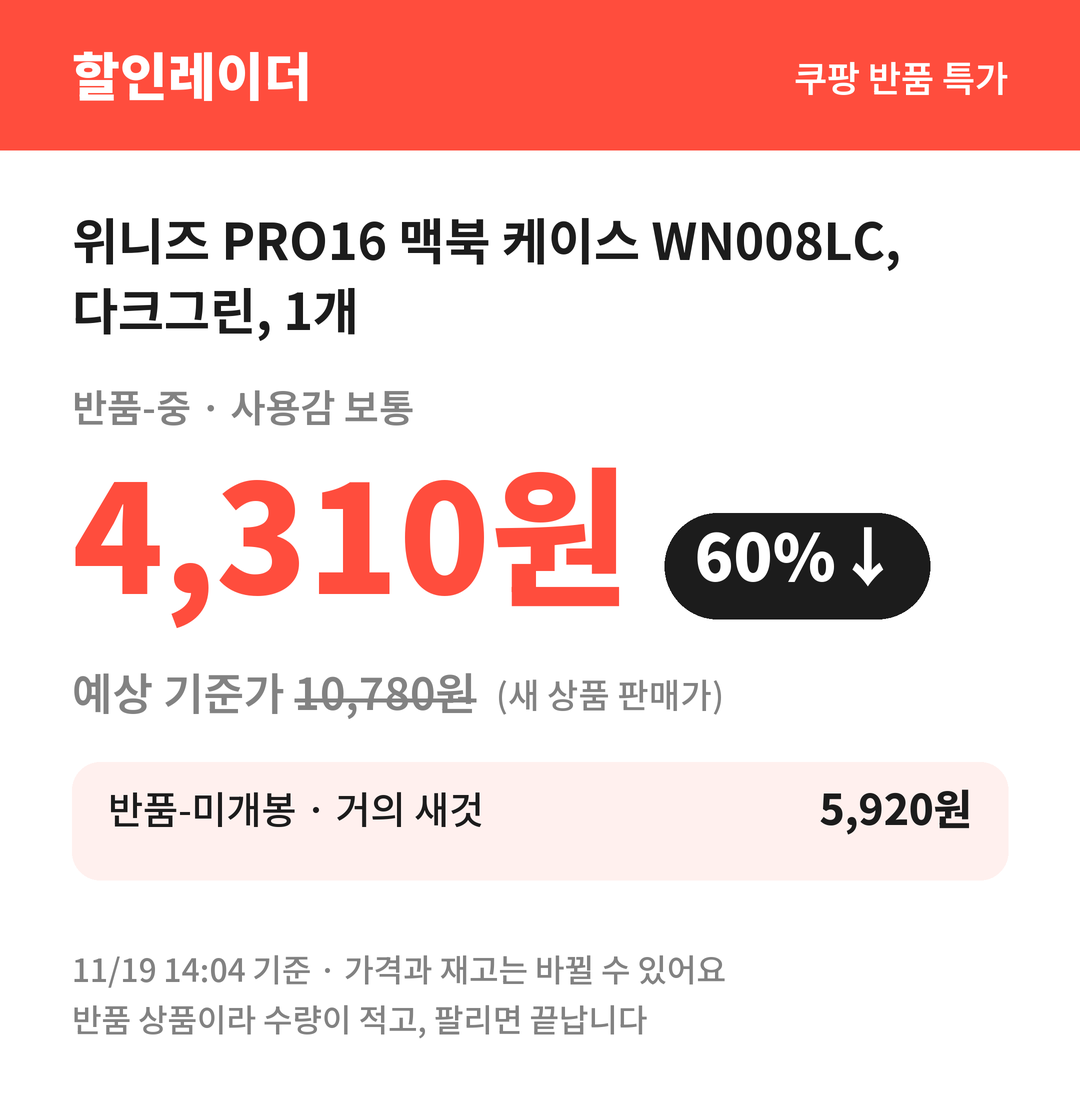 할인레이더
쿠팡 반품 특가
위니즈 PRO16 맥북 케이스 WN008LC,
다크그린, 1개
반품-중 · 사용감 보통
4,310원 60%↓
예상 기준가 10,780원 (새 상품 판매가)
반품-미개봉 · 거의 새것 5,920원
11/19 14:04 기준 · 가격과 재고는 바뀔 수 있어요
반품 상품이라 수량이 적고, 팔리면 끝납니다